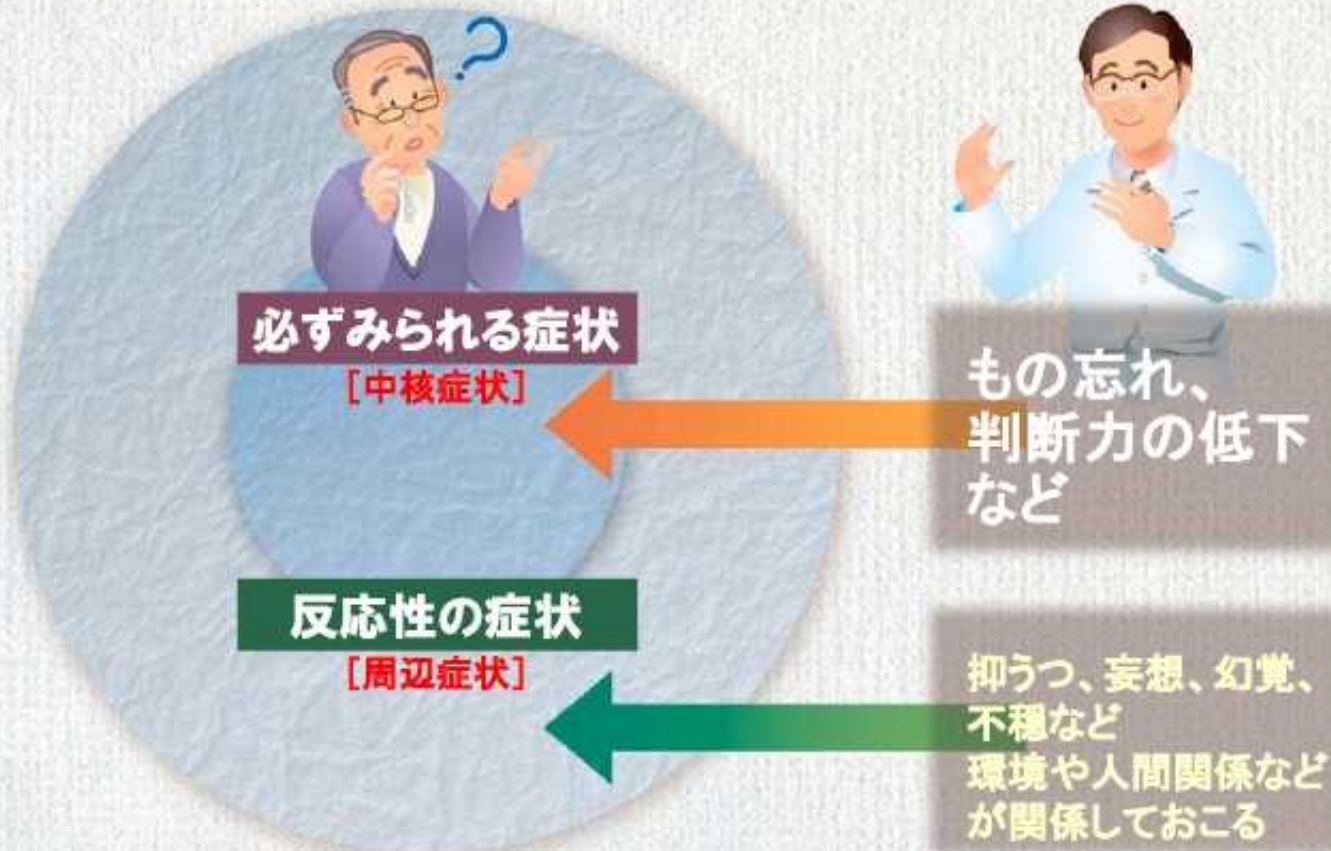 ?
必ずみられる症状
[中核症状]
もの忘れ、
判断力の低下
など
反応性の症状
[周辺症状]
抑うつ、妄想、幻覚、
不穏など
環境や人間関係など
が関係しておこる